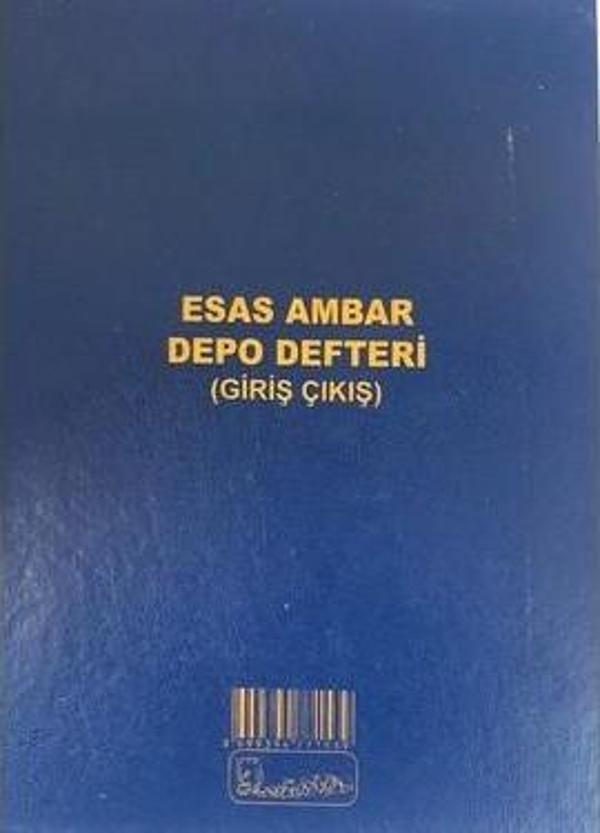 ESAS AMBAR
DEPO DEFTERİ
(GİRİŞ ÇIKIŞ)